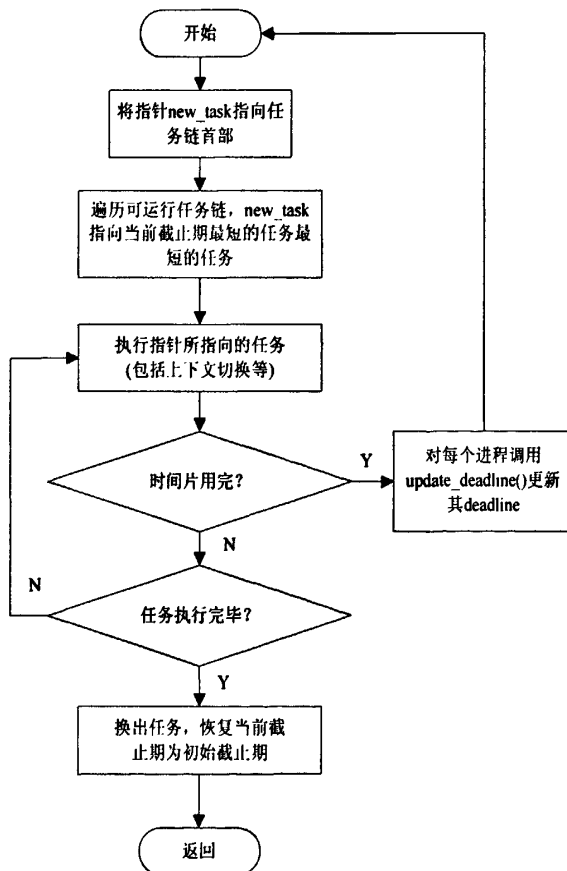 开始
将指针new_task指向任
务链首部
遍历可运行任务链，new_task
指向当前截止期最短的任务最
短的任务
执行指针所指向的任务
(包括上下文切换等)
时间片用完?
Y
对每个进程调用
update_deadline()更新
其deadline
N
N
任务执行完毕?
Y
换出任务，恢复当前截
止期为初始截止期
返回